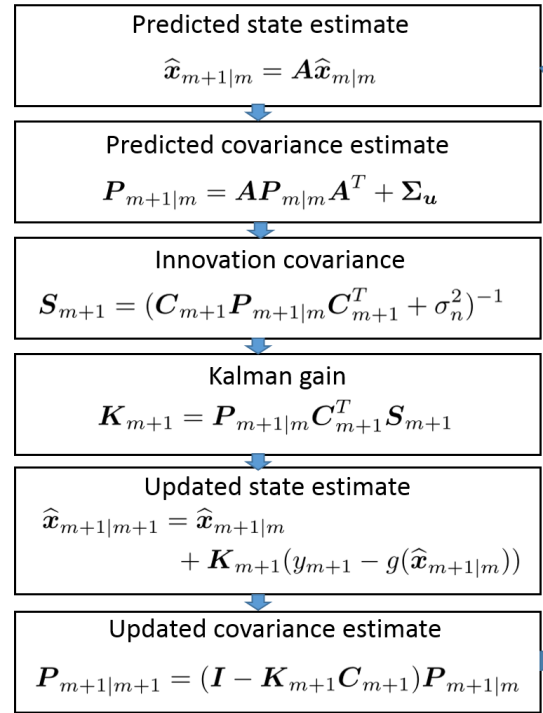 Predicted state estimate
x̂_{m+1|m} = Ax̂_{m|m}
Predicted covariance estimate
P_{m+1|m} = AP_{m|m}A^T + Σ_u
Innovation covariance
S_{m+1} = (C_{m+1}P_{m+1|m}C_{m+1}^T + σ_n^2)^{-1}
Kalman gain
K_{m+1} = P_{m+1|m}C_{m+1}^T S_{m+1}
Updated state estimate
x̂_{m+1|m+1} = x̂_{m+1|m}
+ K_{m+1}(y_{m+1} − g(x̂_{m+1|m}))
Updated covariance estimate
P_{m+1|m+1} = (I − K_{m+1}C_{m+1})P_{m+1|m}